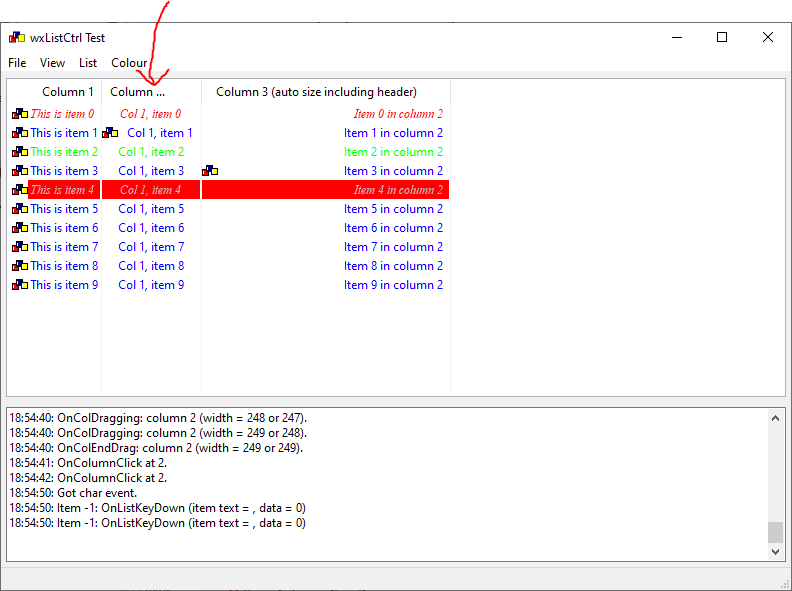 wxListCtrl Test
File View List Colour
Column 1 Column ... Column 3 (auto size including header)
This is item 0 Col 1, item 0 Item 0 in column 2
This is item 1 Col 1, item 1 Item 1 in column 2
This is item 2 Col 1, item 2 Item 2 in column 2
This is item 3 Col 1, item 3 Item 3 in column 2
This is item 4 Col 1, item 4 Item 4 in column 2
This is item 5 Col 1, item 5 Item 5 in column 2
This is item 6 Col 1, item 6 Item 6 in column 2
This is item 7 Col 1, item 7 Item 7 in column 2
This is item 8 Col 1, item 8 Item 8 in column 2
This is item 9 Col 1, item 9 Item 9 in column 2
18:54:40: OnColDragging: column 2 (width = 248 or 247).
18:54:40: OnColDragging: column 2 (width = 249 or 248).
18:54:40: OnColEndDrag: column 2 (width = 249 or 249).
18:54:41: OnColumnClick at 2.
18:54:42: OnColumnClick at 2.
18:54:50: Got char event.
18:54:50: Item -1: OnListKeyDown (item text = , data = 0)
18:54:50: Item -1: OnListKeyDown (item text = , data = 0)